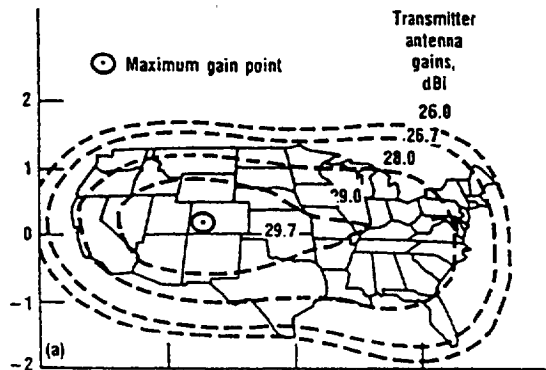 Transmitter
antenna
gains,
dBi
Maximum gain point
26.0
26.7
28.0
29.0
29.7
2
1
0
-1
-2
(a)